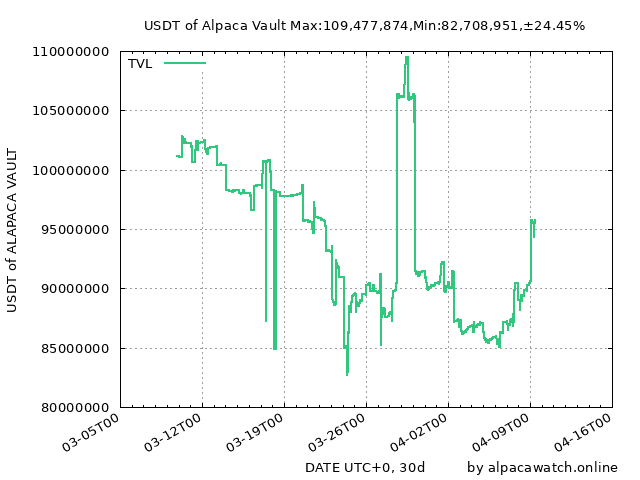 USDT of Alpaca Vault Max:109,477,874,Min:82,708,951,±24.45%
TVL
USDT of ALAPACA VAULT
110000000
105000000
100000000
95000000
90000000
85000000
80000000
03-05T00
03-12T00
03-19T00
03-26T00
04-02T00
04-09T00
04-16T00
DATE UTC+0, 30d
by alpacawatch.online